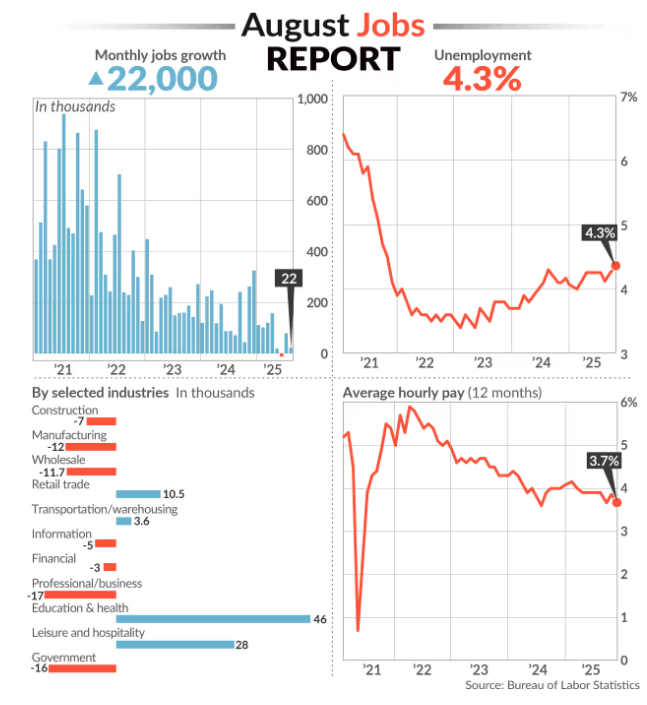 August Jobs
REPORT
Monthly jobs growth
22,000
Unemployment
4.3%
In thousands
1,000
800
600
400
200
0
22
'21 '22 '23 '24 '25
7%
6
5
4
3
4.3%
'21 '22 '23 '24 '25
By selected industries In thousands
Construction
-7
Manufacturing
-12
Wholesale
-11.7
Retail trade
10.5
Transportation/warehousing
3.6
Information
-5
Financial
-3
Professional/business
-17
Education & health
46
Leisure and hospitality
28
Government
-16
Average hourly pay (12 months)
6%
5
4
3
2
1
0
3.7%
'21 '22 '23 '24 '25
Source: Bureau of Labor Statistics